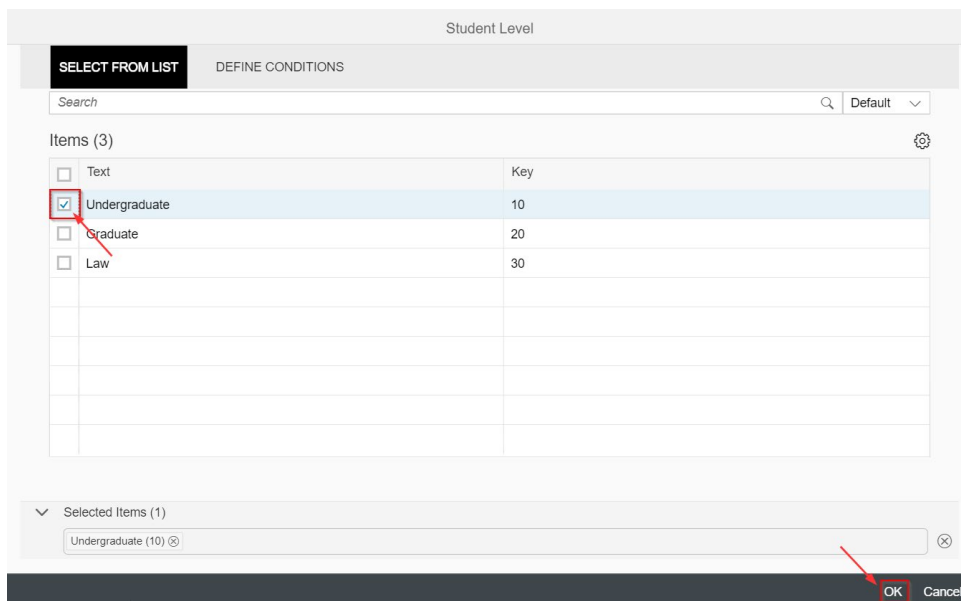 Student Level
SELECT FROM LIST DEFINE CONDITIONS
Search Default
Items (3)
Text Key
Undergraduate 10
Graduate 20
Law 30
Selected Items (1)
Undergraduate (10)
OK Cancel